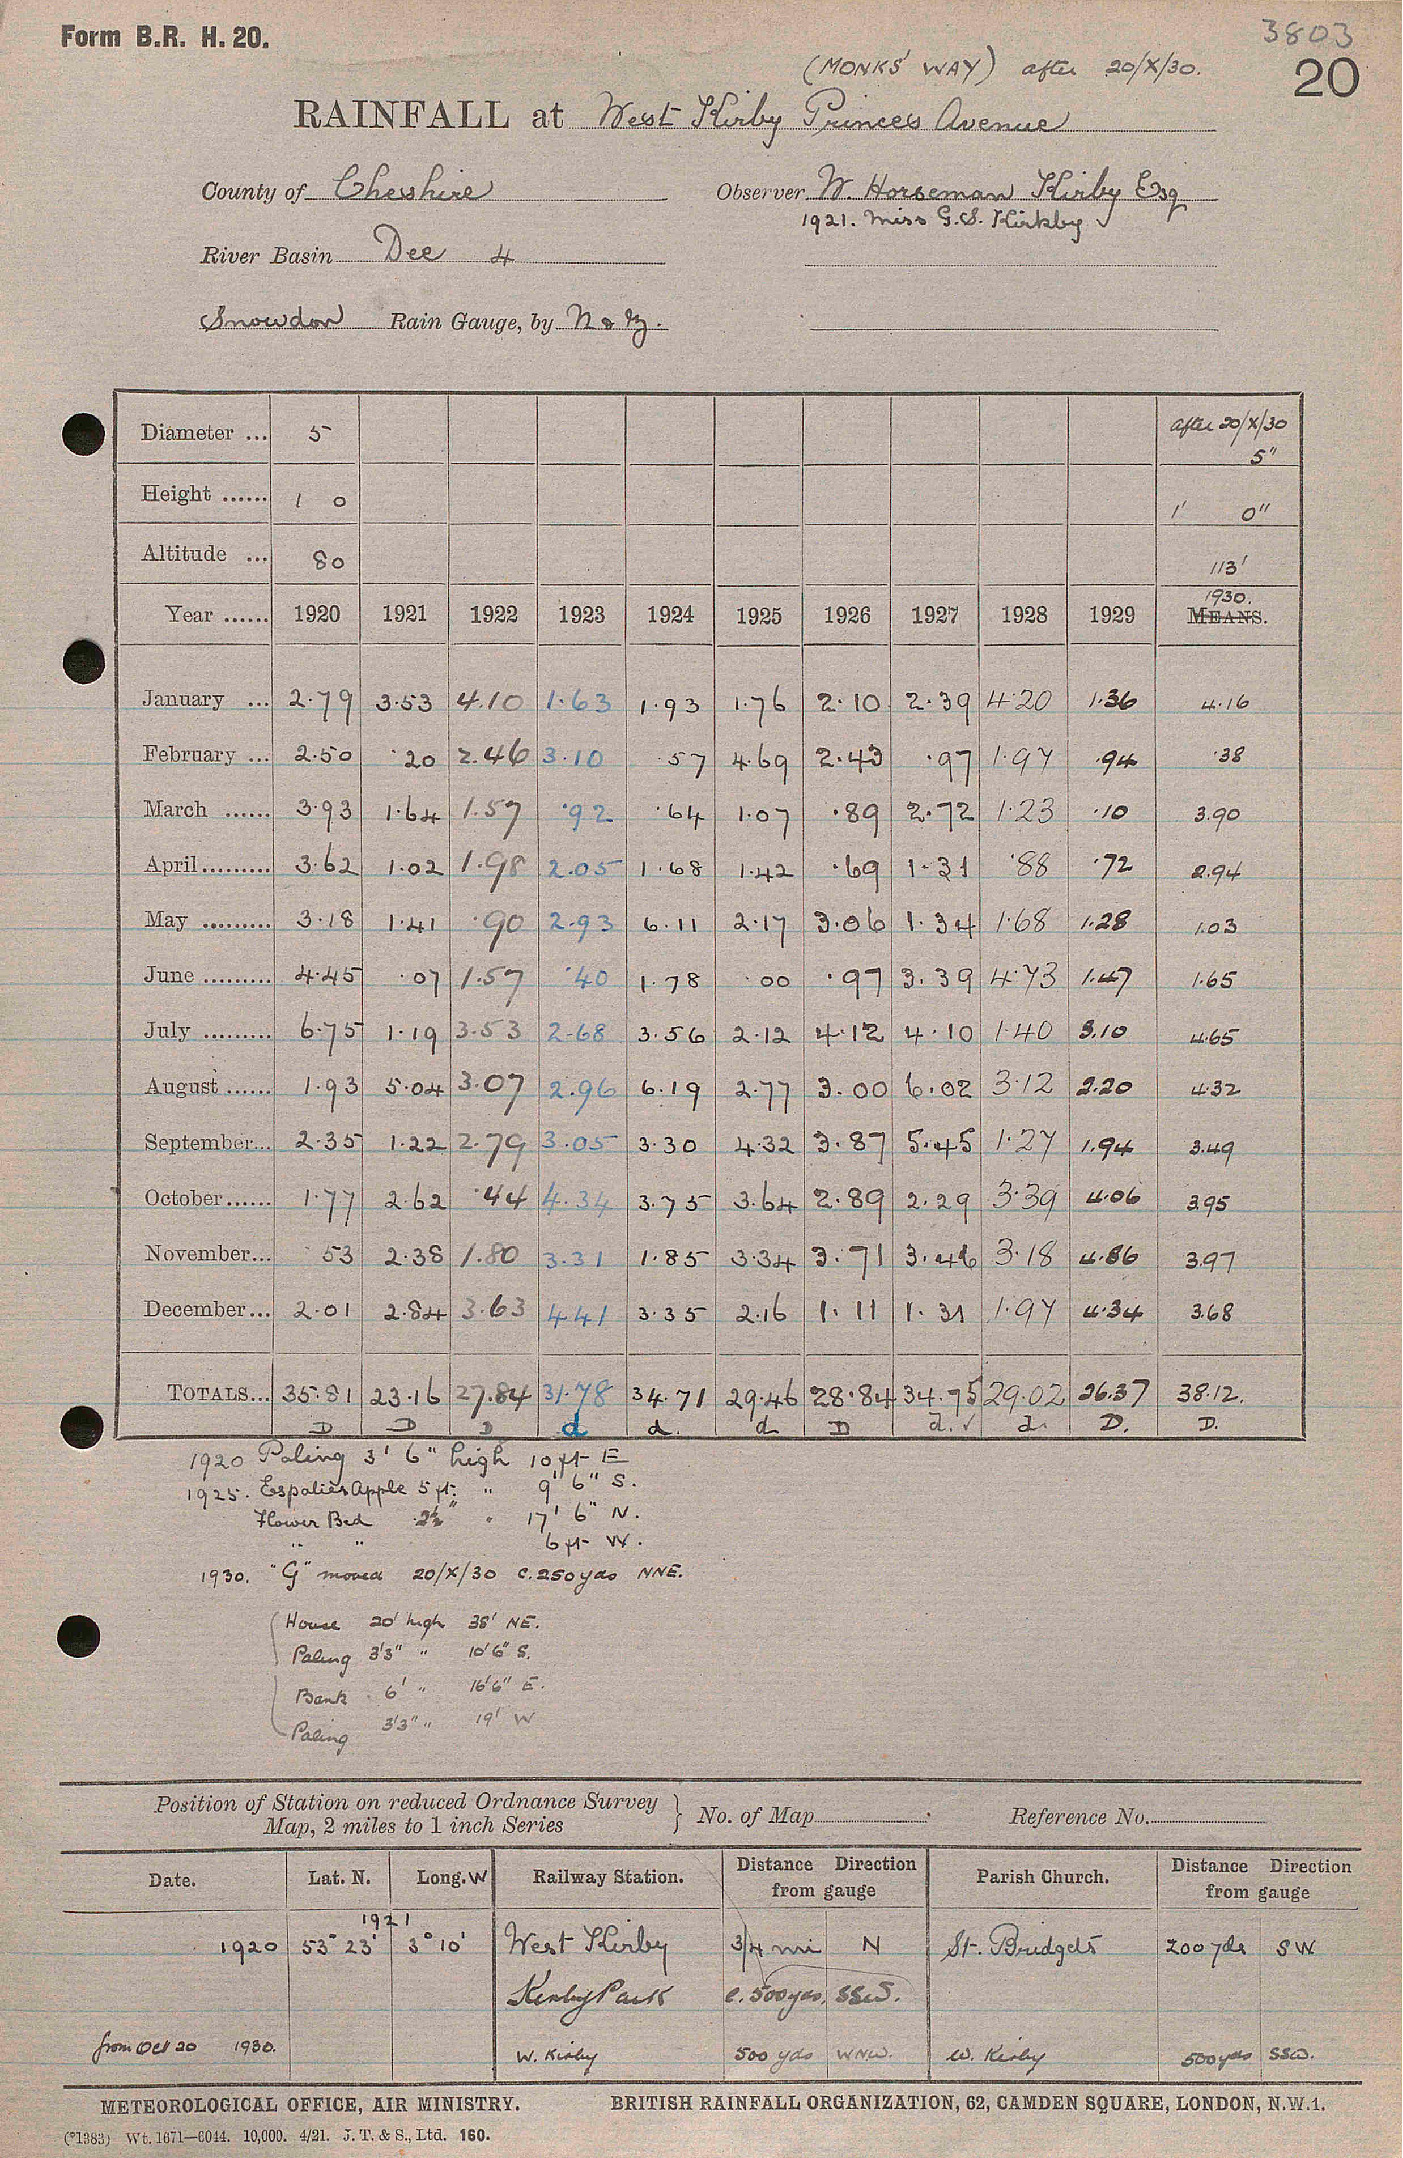 Form B.R. H. 20.
3803
20
(MONKS' WAY) after 20/X/30.
RAINFALL at West Kirby Princes Avenue
County of Cheshire Observer W. Horseman Kirby Esq
1921. Miss G.S. Kirkby
River Basin Dee 4
Snowdon Rain Gauge, by N & Z.
Diameter ... 5 after 20/X/30 5"
Height ...... 1 0 1' 0"
Altitude ... 80 113'
1930.
Year ...... 1920 1921 1922 1923 1924 1925 1926 1927 1928 1929 MEANS.
January ... 2.79 3.53 4.10 1.63 1.93 1.76 2.10 2.39 4.20 1.36 4.16
February ... 2.50 .20 2.46 3.10 .57 4.69 2.43 .97 1.97 .94 .38
March ...... 3.93 1.64 1.57 .92 .64 1.07 .89 2.72 1.23 .10 3.90
April ......... 3.62 1.02 1.98 2.05 1.68 1.42 .69 1.31 .88 .72 2.94
May ......... 3.18 1.41 .90 2.93 6.11 2.17 3.06 1.34 1.68 1.28 1.03
June ......... 4.45 .07 1.57 .40 1.78 .00 .97 3.39 4.73 1.47 1.65
July ......... 6.75 1.19 3.53 2.68 3.56 2.12 4.12 4.10 1.40 3.10 4.65
August ...... 1.93 5.04 3.07 2.96 6.19 2.77 3.00 6.02 3.12 2.20 4.32
September... 2.35 1.22 2.79 3.05 3.30 4.32 3.87 5.45 1.27 1.94 3.49
October...... 1.77 2.62 .44 4.34 3.75 3.64 2.89 2.29 3.39 4.06 3.95
November... .53 2.38 1.80 3.31 1.85 3.34 3.71 3.46 3.18 4.86 3.97
December... 2.01 2.84 3.63 4.41 3.35 2.16 1.11 1.31 1.97 4.34 3.68
TOTALS... 35.81 23.16 27.84 31.78 34.71 29.46 28.84 34.75 29.02 26.37 38.12.
D D D d d. d D d. ✓ d. D. D.
1920 Paling 3' 6" high 10 ft E
1925. Espalier Apple 5 ft. " 9' 6" S.
Flower Bed 2½" " 17' 6" N.
" " 6 ft W.
1930. "G" moved 20/X/30 c. 250 yds NNE.
House 20' high 38' NE.
Paling 3'3" " 10'6" S.
Bank 6' " 16'6" E.
Paling 3'3" " 19' W
Position of Station on reduced Ordnance Survey Map, 2 miles to 1 inch Series } No. of Map Reference No.
Date. Lat. N. Long. W Railway Station. Distance Direction from gauge Parish Church. Distance Direction from gauge
1921
1920 53° 23' 3° 10' West Kirby 3/4 mi N St. Bridgets 200 yds SW
Kirby Park c. 500 yds. SSW.
from Oct 20 1930. W. Kirby 500 yds WNW. W. Kirby 500 yds SSW.
METEOROLOGICAL OFFICE, AIR MINISTRY. BRITISH RAINFALL ORGANIZATION, 62, CAMDEN SQUARE, LONDON, N.W.1.
(*1383) Wt. 1671—6044. 10,000. 4/21. J. T. & S., Ltd. 160.